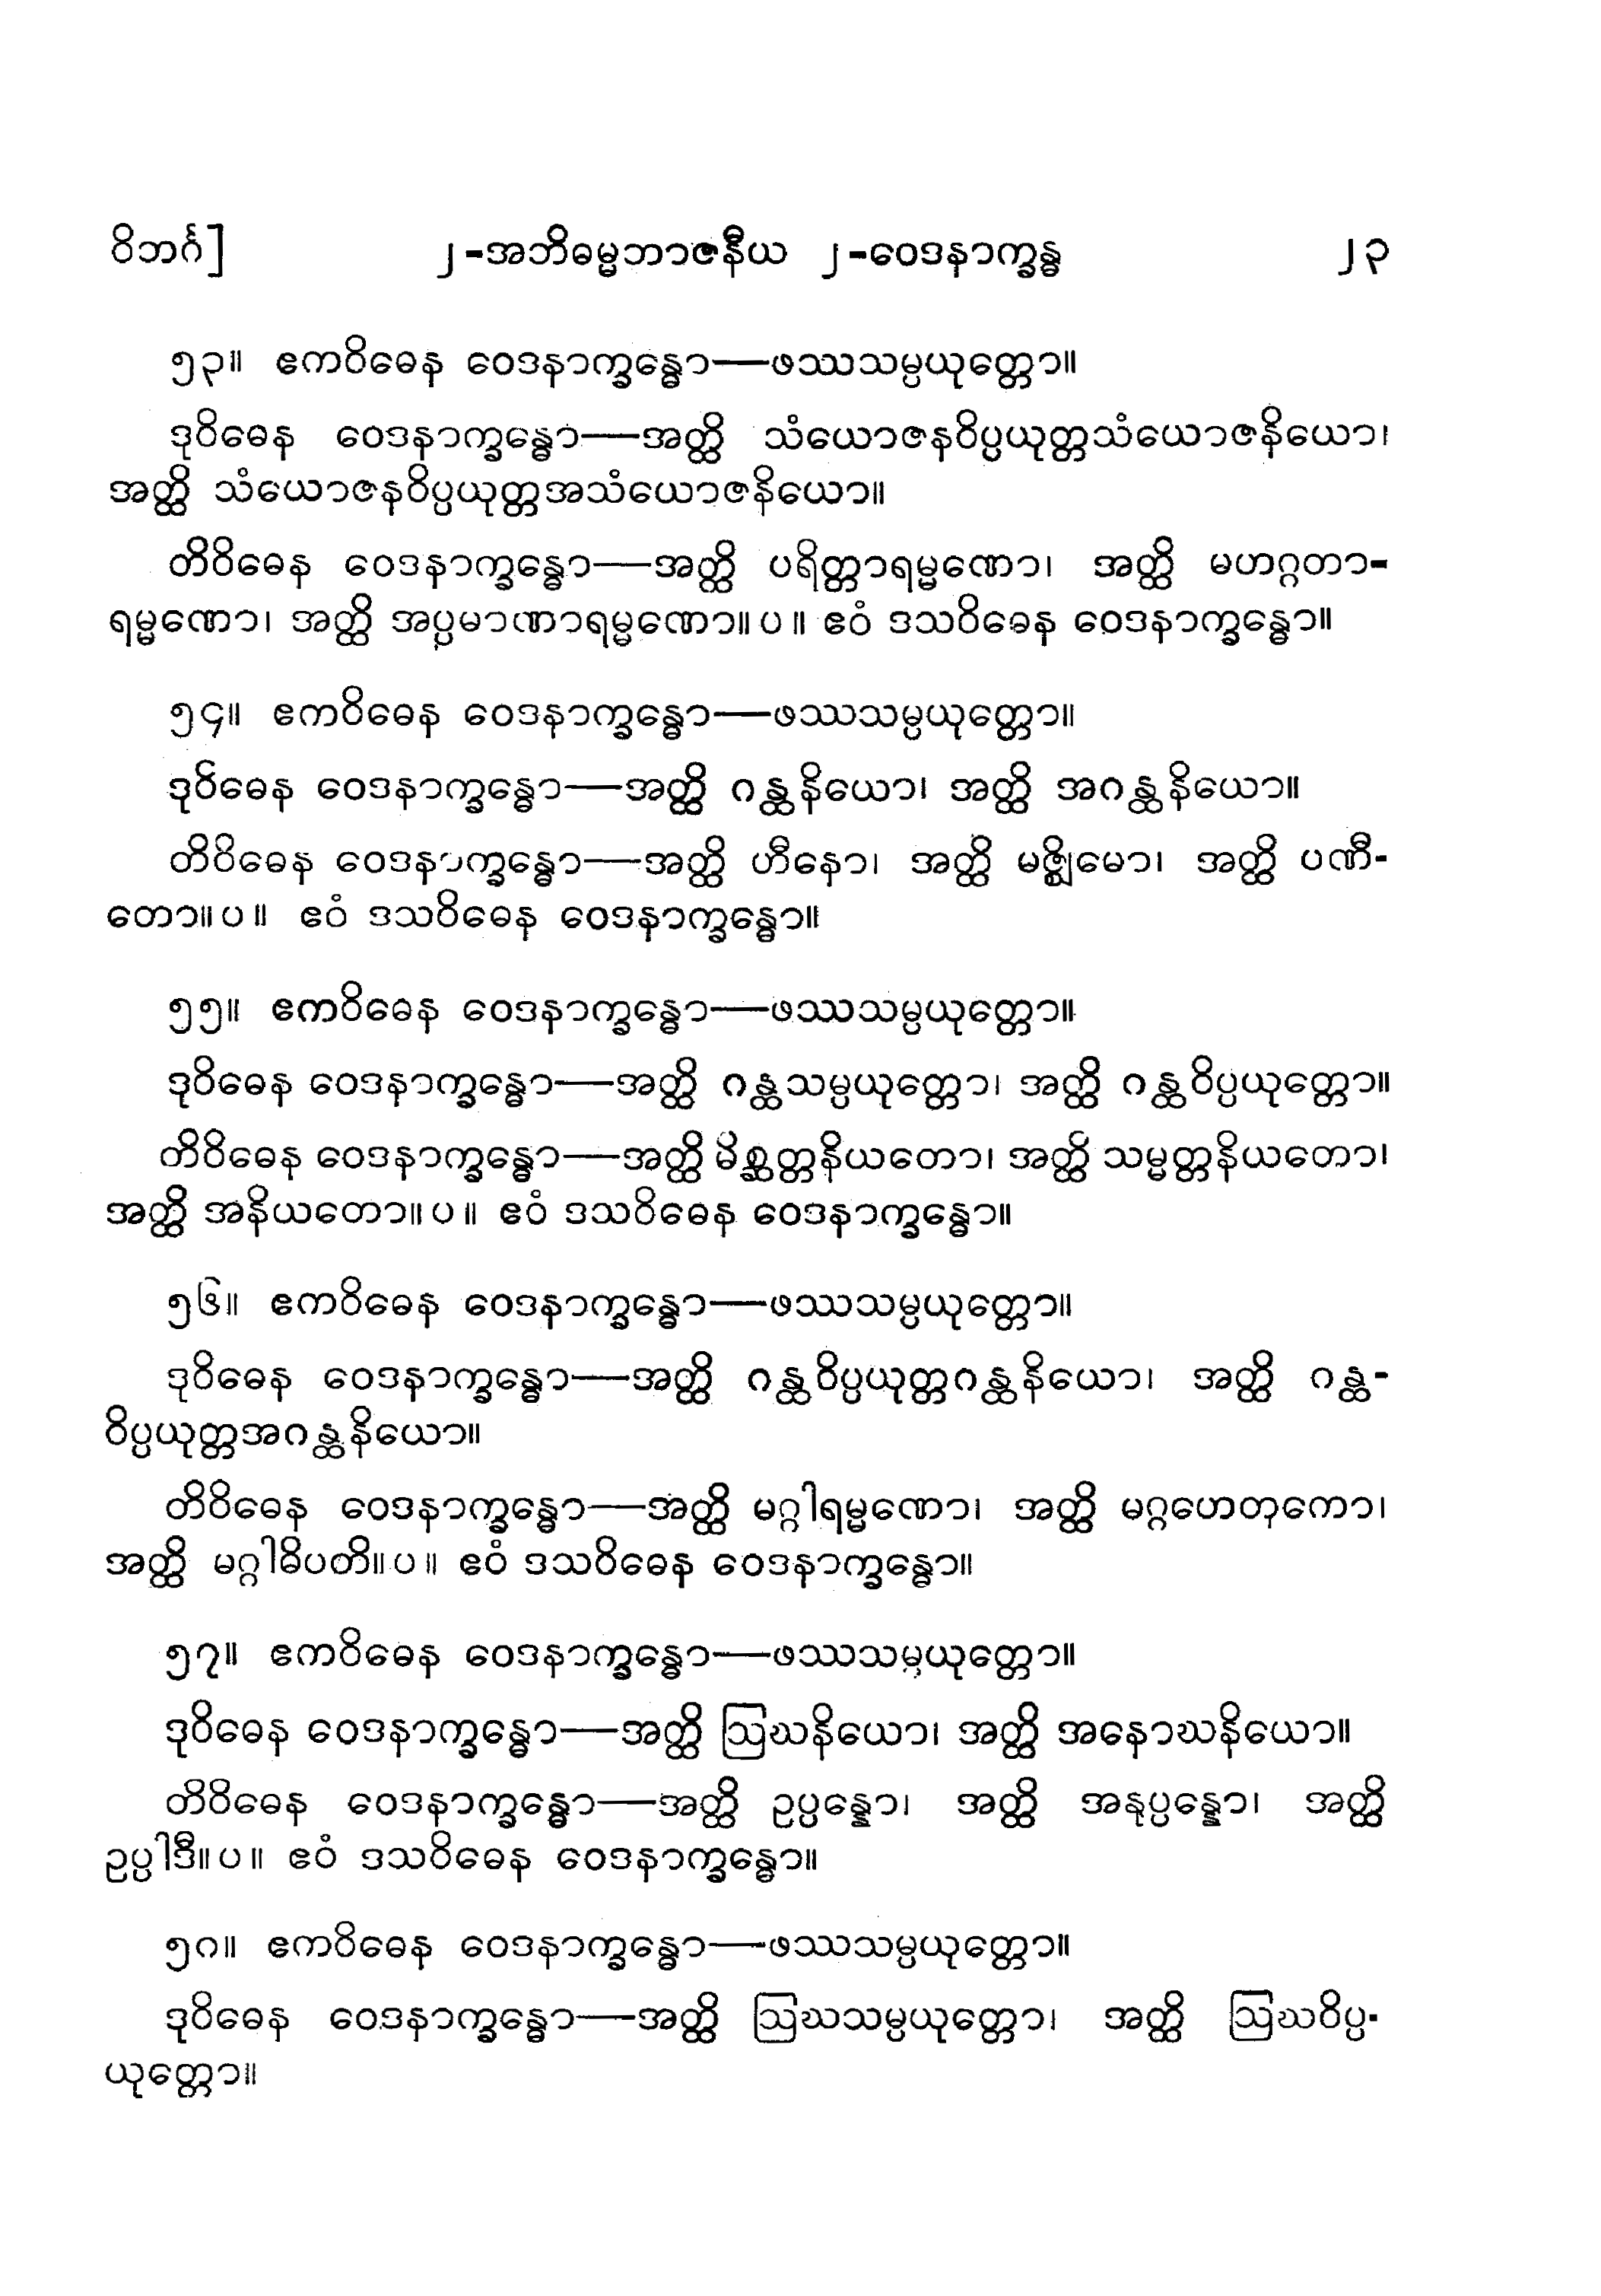 ဝိဘင်္ဂ] ၂-အဘိဓမ္မဘာဇနီယ ၂-ဝေဒနာက္ခန္ဓ ၂၃
၅၃။ ဧကဝိဓေန ဝေဒနာက္ခန္ဓော—ဖဿသမ္ပယုတ္တော။
ဒုဝိဓေန ဝေဒနာက္ခန္ဓော—အတ္ထိ သံယောဇနဝိပ္ပယုတ္တသံယောဇနိယော၊
အတ္ထိ သံယောဇနဝိပ္ပယုတ္တအသံယောဇနိယော။
တိဝိဓေန ဝေဒနာက္ခန္ဓော—အတ္ထိ ပရိတ္တာရမ္မဏော၊ အတ္ထိ မဟဂ္ဂတာ-
ရမ္မဏော၊ အတ္ထိ အပ္ပမာဏာရမ္မဏော။ ပ ။ ဧဝံ ဒသဝိဓေန ဝေဒနာက္ခန္ဓော။
၅၄။ ဧကဝိဓေန ဝေဒနာက္ခန္ဓော—ဖဿသမ္ပယုတ္တော။
ဒုဝိဓေန ဝေဒနာက္ခန္ဓော—အတ္ထိ ဂန္ထနိယော၊ အတ္ထိ အဂန္ထနိယော။
တိဝိဓေန ဝေဒနာက္ခန္ဓော—အတ္ထိ ဟီနော၊ အတ္ထိ မဇ္ဈိမော၊ အတ္ထိ ပဏီ-
တော။ ပ ။ ဧဝံ ဒသဝိဓေန ဝေဒနာက္ခန္ဓော။
၅၅။ ဧကဝိဓေန ဝေဒနာက္ခန္ဓော—ဖဿသမ္ပယုတ္တော။
ဒုဝိဓေန ဝေဒနာက္ခန္ဓော—အတ္ထိ ဂန္ထသမ္ပယုတ္တော၊ အတ္ထိ ဂန္ထဝိပ္ပယုတ္တော။
တိဝိဓေန ဝေဒနာက္ခန္ဓော—အတ္ထိ မိစ္ဆတ္တနိယတော၊ အတ္ထိ သမ္မတ္တနိယတော၊
အတ္ထိ အနိယတော။ ပ ။ ဧဝံ ဒသဝိဓေန ဝေဒနာက္ခန္ဓော။
၅၆။ ဧကဝိဓေန ဝေဒနာက္ခန္ဓော—ဖဿသမ္ပယုတ္တော။
ဒုဝိဓေန ဝေဒနာက္ခန္ဓော—အတ္ထိ ဂန္ထဝိပ္ပယုတ္တဂန္ထနိယော၊ အတ္ထိ ဂန္ထ-
ဝိပ္ပယုတ္တအဂန္ထနိယော။
တိဝိဓေန ဝေဒနာက္ခန္ဓော—အတ္ထိ မဂ္ဂါရမ္မဏော၊ အတ္ထိ မဂ္ဂဟေတုကော၊
အတ္ထိ မဂ္ဂါဓိပတိ။ ပ ။ ဧဝံ ဒသဝိဓေန ဝေဒနာက္ခန္ဓော။
၅၇။ ဧကဝိဓေန ဝေဒနာက္ခန္ဓော—ဖဿသမ္ပယုတ္တော။
ဒုဝိဓေန ဝေဒနာက္ခန္ဓော—အတ္ထိ ဩဃနိယော၊ အတ္ထိ အနောဃနိယော။
တိဝိဓေန ဝေဒနာက္ခန္ဓော—အတ္ထိ ဥပ္ပန္နော၊ အတ္ထိ အနုပ္ပန္နော၊ အတ္ထိ
ဥပ္ပါဒီ။ ပ ။ ဧဝံ ဒသဝိဓေန ဝေဒနာက္ခန္ဓော။
၅၈။ ဧကဝိဓေန ဝေဒနာက္ခန္ဓော—ဖဿသမ္ပယုတ္တော။
ဒုဝိဓေန ဝေဒနာက္ခန္ဓော—အတ္ထိ ဩဃသမ္ပယုတ္တော၊ အတ္ထိ ဩဃဝိပ္ပ-
ယုတ္တော။